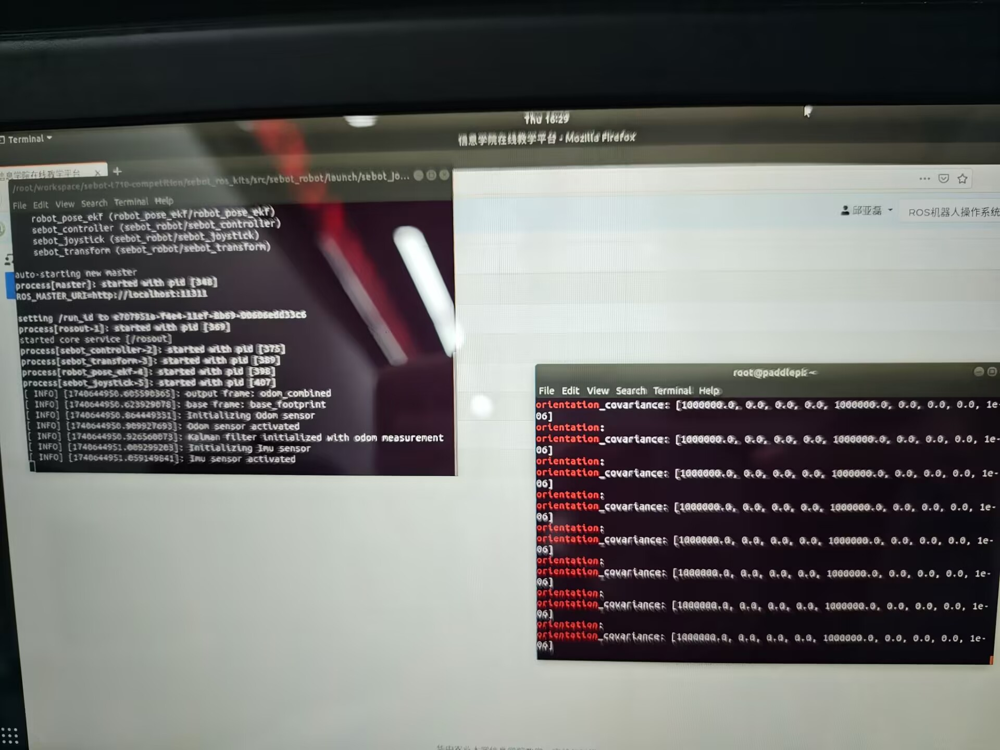 Thu 16:29
Terminal
信息学院在线教学平台 - Mozilla Firefox
信息学院在线教学平台 × +
/root/workspace/sebot-t710-competition/sebot_ros_kits/src/sebot_robot/launch/sebot_jo...
File Edit View Search Terminal Help
robot_pose_ekf (robot_pose_ekf/robot_pose_ekf)
sebot_controller (sebot_robot/sebot_controller)
sebot_joystick (sebot_robot/sebot_joystick)
sebot_transform (sebot_robot/sebot_transform)
auto-starting new master
process[master]: started with pid [348]
ROS_MASTER_URI=http://localhost:11311
setting /run_id to
process[rosout-1]: started with pid [369]
started core service [/rosout]
process[sebot_controller-2]: started with pid [375]
process[sebot_transform-3]: started with pid [389]
process[robot_pose_ekf-4]: started with pid [398]
process[sebot_joystick-5]: started with pid [407]
[ INFO] [1740644950.605590365]: output frame: odom_combined
[ INFO] [1740644950.623929078]: base frame: base_footprint
[ INFO] [1740644950.864449351]: Initializing Odom sensor
[ INFO] [1740644950.909927693]: Odom sensor activated
[ INFO] [1740644950.926560073]: Kalman filter initialized with odom measurement
[ INFO] [1740644951.009299203]: Initializing Imu sensor
[ INFO] [1740644951.059149841]: Imu sensor activated
邱亚磊
ROS机器人操作系统
root@paddlepi: ~
File Edit View Search Terminal Help
orientation_covariance: [1000000.0, 0.0, 0.0, 0.0, 1000000.0, 0.0, 0.0, 0.0, 1e-
06]
orientation:
orientation_covariance: [1000000.0, 0.0, 0.0, 0.0, 1000000.0, 0.0, 0.0, 0.0, 1e-
06]
orientation:
orientation_covariance: [1000000.0, 0.0, 0.0, 0.0, 1000000.0, 0.0, 0.0, 0.0, 1e-
06]
orientation:
orientation_covariance: [1000000.0, 0.0, 0.0, 0.0, 1000000.0, 0.0, 0.0, 0.0, 1e-
06]
orientation:
orientation_covariance: [1000000.0, 0.0, 0.0, 0.0, 1000000.0, 0.0, 0.0, 0.0, 1e-
06]
orientation:
orientation_covariance: [1000000.0, 0.0, 0.0, 0.0, 1000000.0, 0.0, 0.0, 0.0, 1e-
06]
orientation:
orientation_covariance: [1000000.0, 0.0, 0.0, 0.0, 1000000.0, 0.0, 0.0, 0.0, 1e-
06]
orientation:
orientation_covariance: [1000000.0, 0.0, 0.0, 0.0, 1000000.0, 0.0, 0.0, 0.0, 1e-
06]